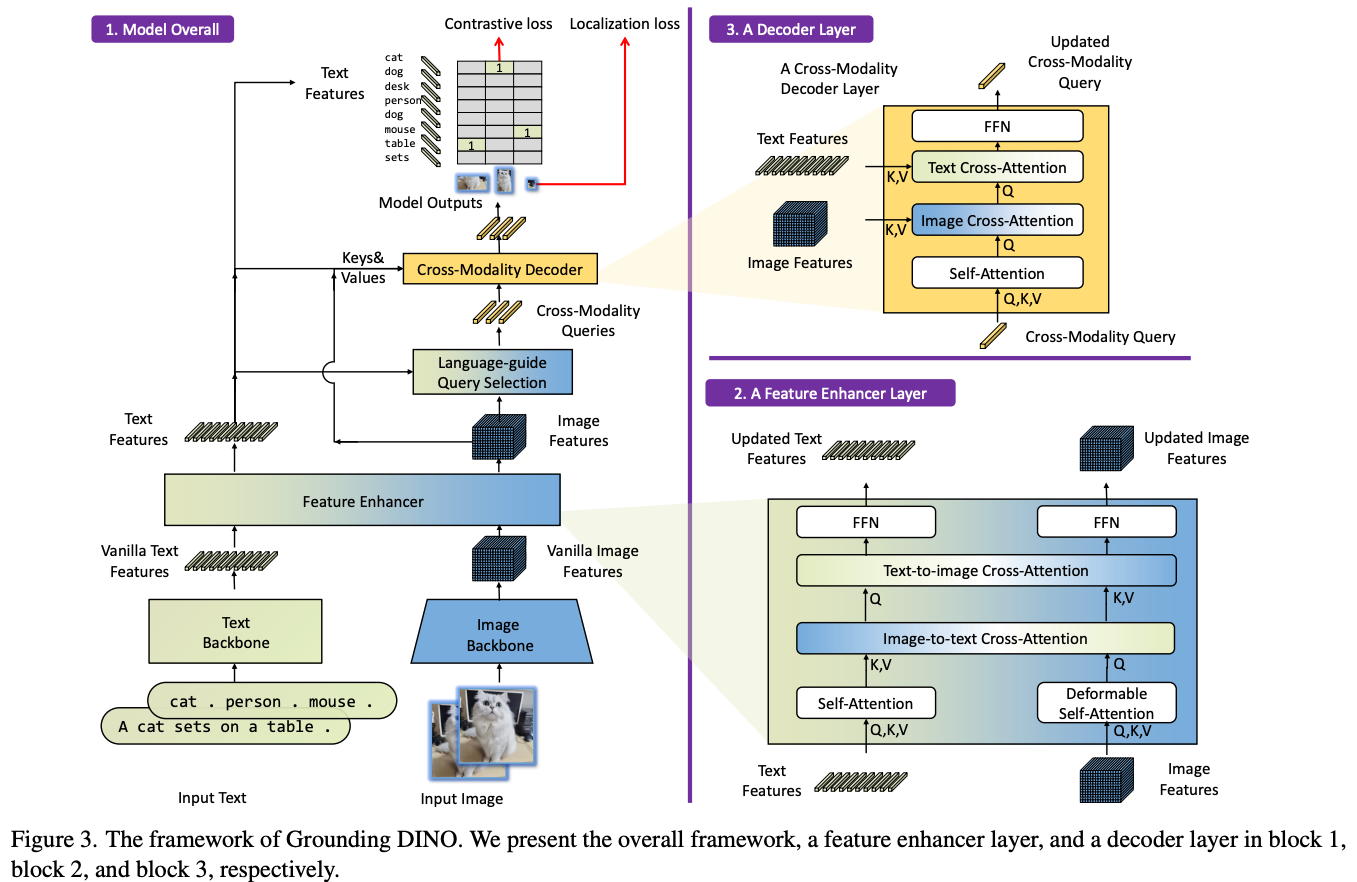 1. Model Overall
Contrastive loss
Localization loss
Text
Features
cat
dog
desk
person
dog
mouse
table
sets
1
1
1
Model Outputs
Keys&
Values
Cross-Modality Decoder
Cross-Modality
Queries
Language-guide
Query Selection
Text
Features
Image
Features
Feature Enhancer
Vanilla Text
Features
Vanilla Image
Features
Text
Backbone
Image
Backbone
cat . person . mouse .
A cat sets on a table .
Input Text
Input Image
3. A Decoder Layer
A Cross-Modality
Decoder Layer
Updated
Cross-Modality
Query
FFN
Text Features
Text Cross-Attention
K,V
Q
Image Cross-Attention
K,V
Q
Image Features
Self-Attention
Q,K,V
Cross-Modality Query
2. A Feature Enhancer Layer
Updated Text
Features
Updated Image
Features
FFN
FFN
Text-to-image Cross-Attention
Q
K,V
Image-to-text Cross-Attention
K,V
Q
Self-Attention
Deformable
Self-Attention
Q,K,V
Q,K,V
Text
Features
Image
Features
Figure 3. The framework of Grounding DINO. We present the overall framework, a feature enhancer layer, and a decoder layer in block 1,
block 2, and block 3, respectively.